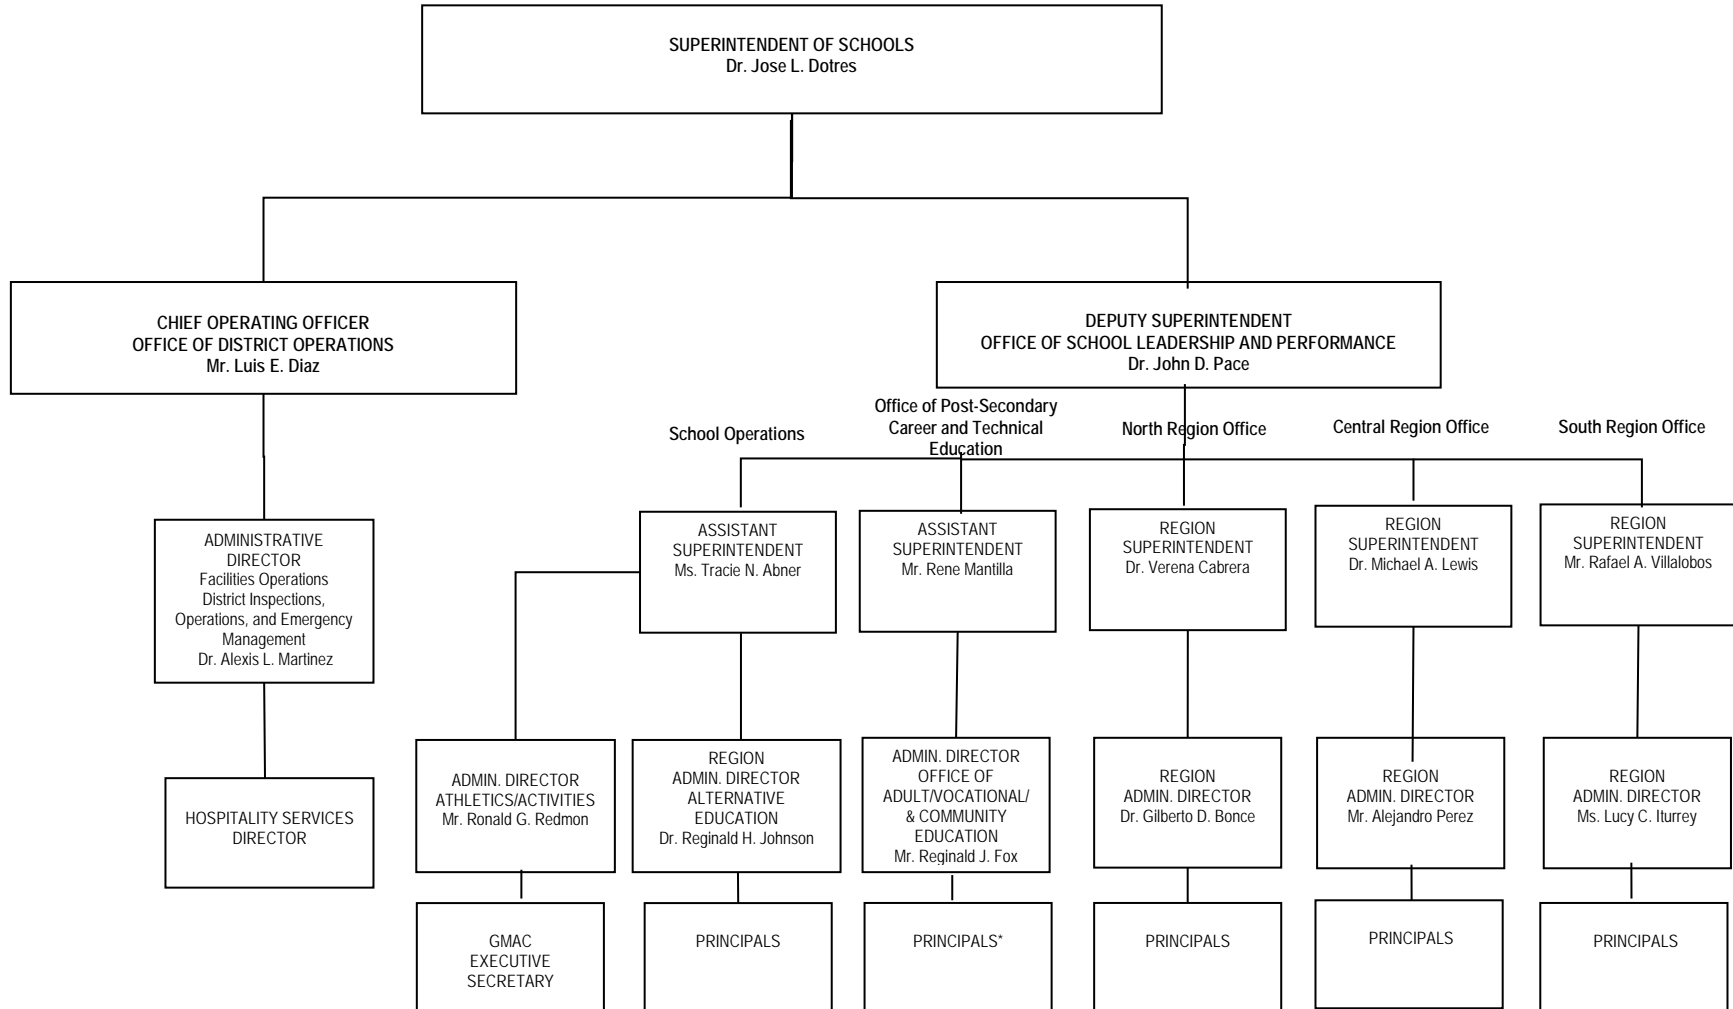 SUPERINTENDENT OF SCHOOLS
Dr. Jose L. Dotres
CHIEF OPERATING OFFICER
OFFICE OF DISTRICT OPERATIONS
Mr. Luis E. Diaz
DEPUTY SUPERINTENDENT
OFFICE OF SCHOOL LEADERSHIP AND PERFORMANCE
Dr. John D. Pace
School Operations
Office of Post-Secondary
Career and Technical
Education
North Region Office
Central Region Office
South Region Office
ADMINISTRATIVE
DIRECTOR
Facilities Operations
District Inspections,
Operations, and Emergency
Management
Dr. Alexis L. Martinez
ASSISTANT
SUPERINTENDENT
Ms. Tracie N. Abner
ASSISTANT
SUPERINTENDENT
Mr. Rene Mantilla
REGION
SUPERINTENDENT
Dr. Verena Cabrera
REGION
SUPERINTENDENT
Dr. Michael A. Lewis
REGION
SUPERINTENDENT
Mr. Rafael A. Villalobos
HOSPITALITY SERVICES
DIRECTOR
ADMIN. DIRECTOR
ATHLETICS/ACTIVITIES
Mr. Ronald G. Redmon
REGION
ADMIN. DIRECTOR
ALTERNATIVE
EDUCATION
Dr. Reginald H. Johnson
ADMIN. DIRECTOR
OFFICE OF
ADULT/VOCATIONAL/
& COMMUNITY
EDUCATION
Mr. Reginald J. Fox
REGION
ADMIN. DIRECTOR
Dr. Gilberto D. Bonce
REGION
ADMIN. DIRECTOR
Mr. Alejandro Perez
REGION
ADMIN. DIRECTOR
Ms. Lucy C. Iturrey
GMAC
EXECUTIVE
SECRETARY
PRINCIPALS
PRINCIPALS*
PRINCIPALS
PRINCIPALS
PRINCIPALS